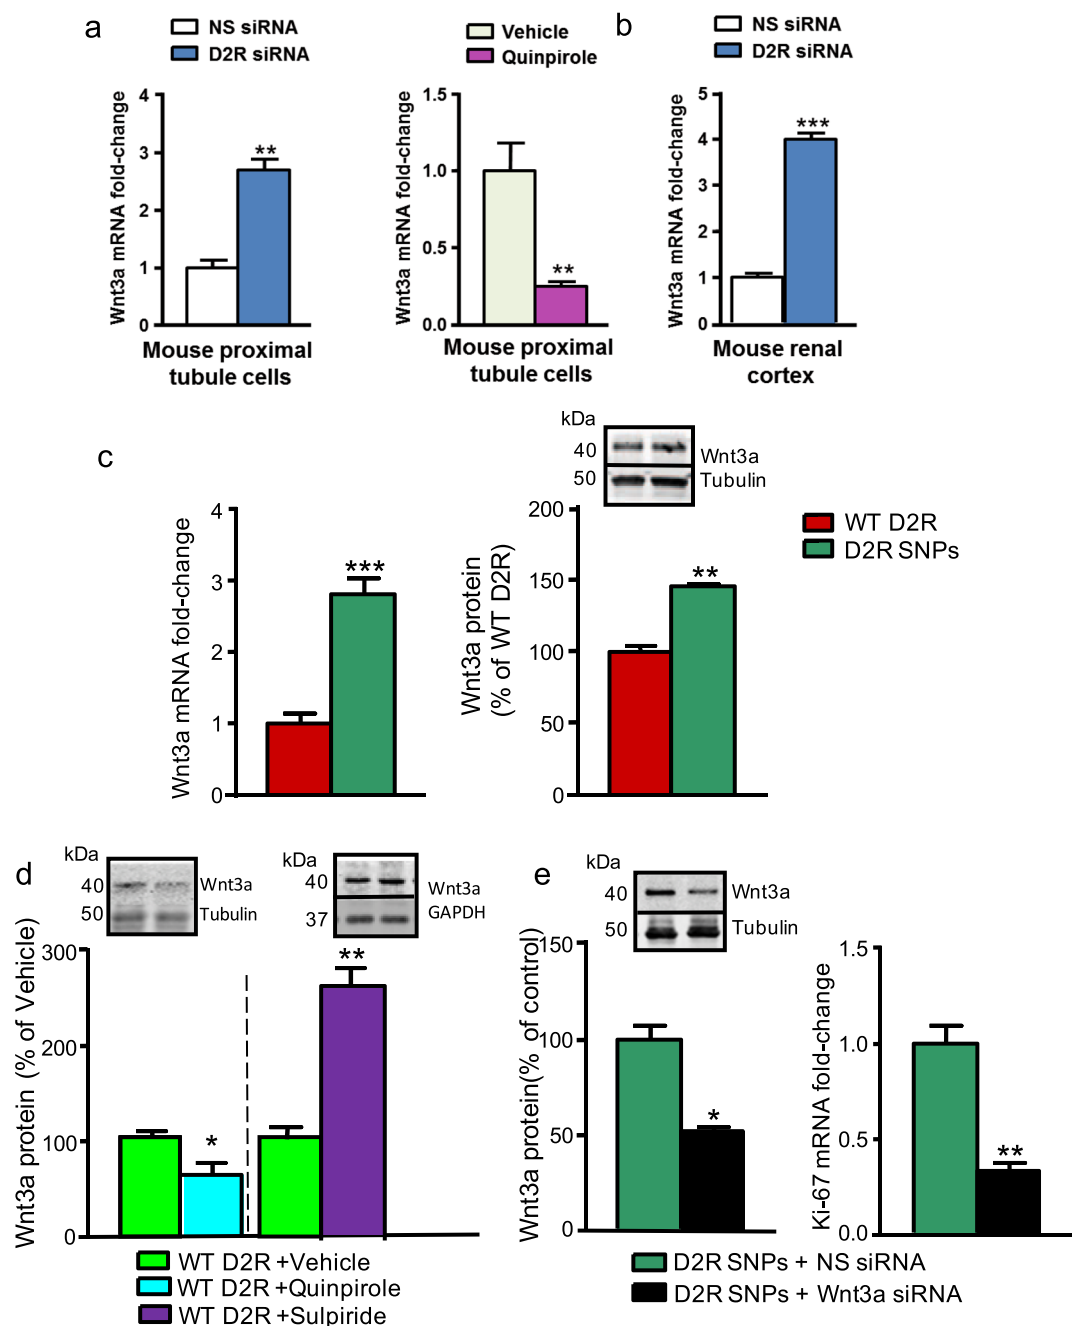 a
NS siRNA
D2R siRNA
Wnt3a mRNA fold-change
4
3
2
1
0
**
Mouse proximal
tubule cells
Vehicle
Quinpirole
Wnt3a mRNA fold-change
1.5
1.0
0.5
0.0
**
Mouse proximal
tubule cells
b
NS siRNA
D2R siRNA
Wnt3a mRNA fold-change
5
4
3
2
1
0
***
Mouse renal
cortex
c
Wnt3a mRNA fold-change
4
3
2
1
0
***
kDa
40
50
Wnt3a
Tubulin
Wnt3a protein
(% of WT D2R)
200
150
100
50
0
**
WT D2R
D2R SNPs
d
kDa
40
50
Wnt3a
Tubulin
kDa
40
37
Wnt3a
GAPDH
Wnt3a protein (% of Vehicle)
300
200
100
0
*
**
WT D2R +Vehicle
WT D2R +Quinpirole
WT D2R +Sulpiride
e
kDa
40
50
Wnt3a
Tubulin
Wnt3a protein(% of control)
150
100
50
0
*
Ki-67 mRNA fold-change
1.5
1.0
0.5
0.0
**
D2R SNPs + NS siRNA
D2R SNPs + Wnt3a siRNA